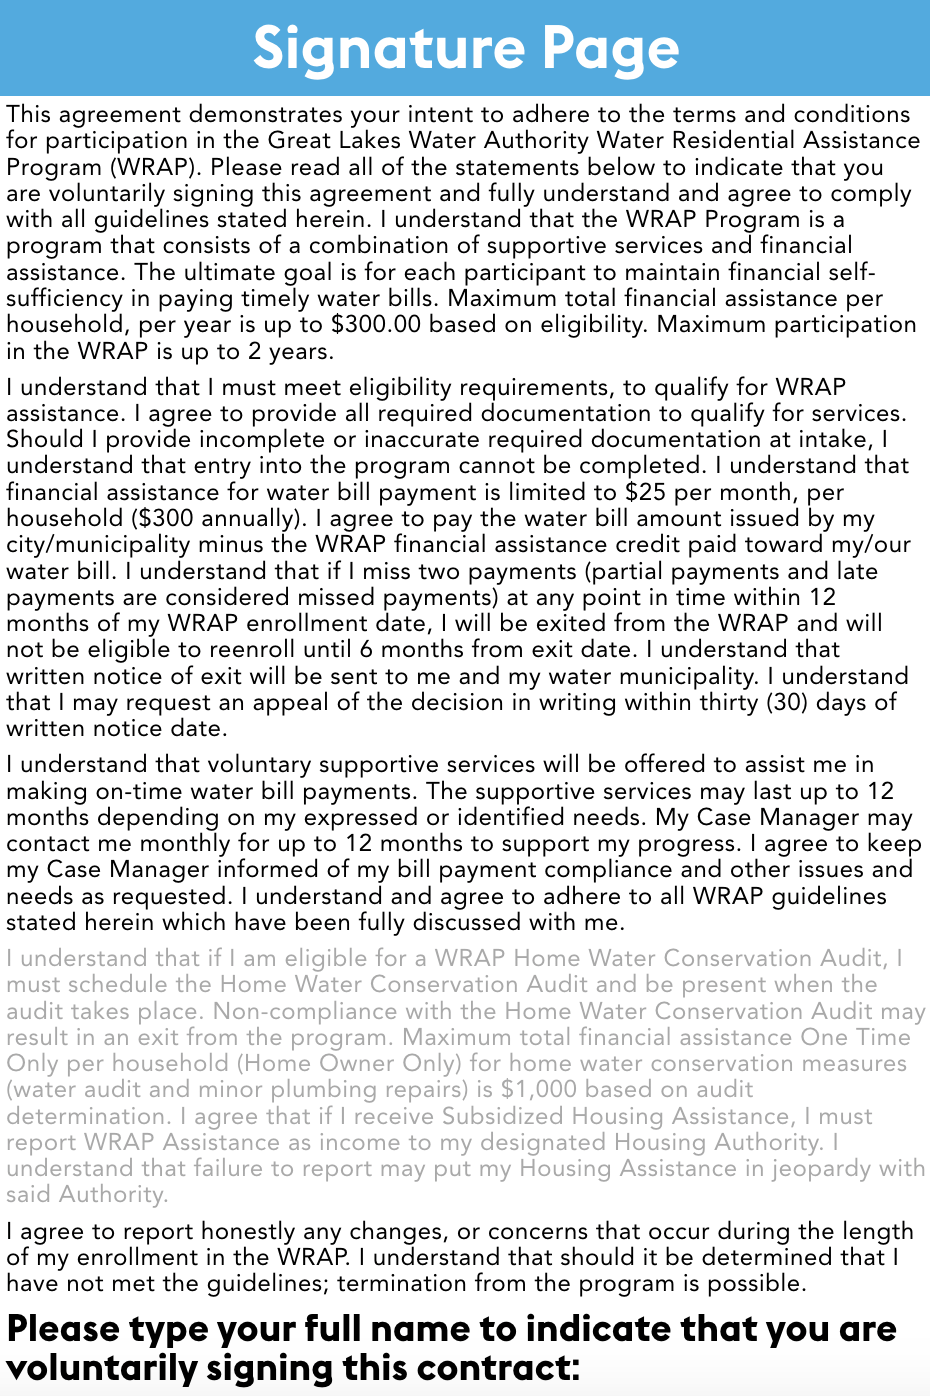 Signature Page
This agreement demonstrates your intent to adhere to the terms and conditions
for participation in the Great Lakes Water Authority Water Residential Assistance
Program (WRAP). Please read all of the statements below to indicate that you
are voluntarily signing this agreement and fully understand and agree to comply
with all guidelines stated herein. I understand that the WRAP Program is a
program that consists of a combination of supportive services and financial
assistance. The ultimate goal is for each participant to maintain financial self-
sufficiency in paying timely water bills. Maximum total financial assistance per
household, per year is up to $300.00 based on eligibility. Maximum participation
in the WRAP is up to 2 years.
I understand that I must meet eligibility requirements, to qualify for WRAP
assistance. I agree to provide all required documentation to qualify for services.
Should I provide incomplete or inaccurate required documentation at intake, I
understand that entry into the program cannot be completed. I understand that
financial assistance for water bill payment is limited to $25 per month, per
household ($300 annually). I agree to pay the water bill amount issued by my
city/municipality minus the WRAP financial assistance credit paid toward my/our
water bill. I understand that if I miss two payments (partial payments and late
payments are considered missed payments) at any point in time within 12
months of my WRAP enrollment date, I will be exited from the WRAP and will
not be eligible to reenroll until 6 months from exit date. I understand that
written notice of exit will be sent to me and my water municipality. I understand
that I may request an appeal of the decision in writing within thirty (30) days of
written notice date.
I understand that voluntary supportive services will be offered to assist me in
making on-time water bill payments. The supportive services may last up to 12
months depending on my expressed or identified needs. My Case Manager may
contact me monthly for up to 12 months to support my progress. I agree to keep
my Case Manager informed of my bill payment compliance and other issues and
needs as requested. I understand and agree to adhere to all WRAP guidelines
stated herein which have been fully discussed with me.
I understand that if I am eligible for a WRAP Home Water Conservation Audit, I
must schedule the Home Water Conservation Audit and be present when the
audit takes place. Non-compliance with the Home Water Conservation Audit may
result in an exit from the program. Maximum total financial assistance One Time
Only per household (Home Owner Only) for home water conservation measures
(water audit and minor plumbing repairs) is $1,000 based on audit
determination. I agree that if I receive Subsidized Housing Assistance, I must
report WRAP Assistance as income to my designated Housing Authority. I
understand that failure to report may put my Housing Assistance in jeopardy with
said Authority.
I agree to report honestly any changes, or concerns that occur during the length
of my enrollment in the WRAP. I understand that should it be determined that I
have not met the guidelines; termination from the program is possible.
Please type your full name to indicate that you are
voluntarily signing this contract: